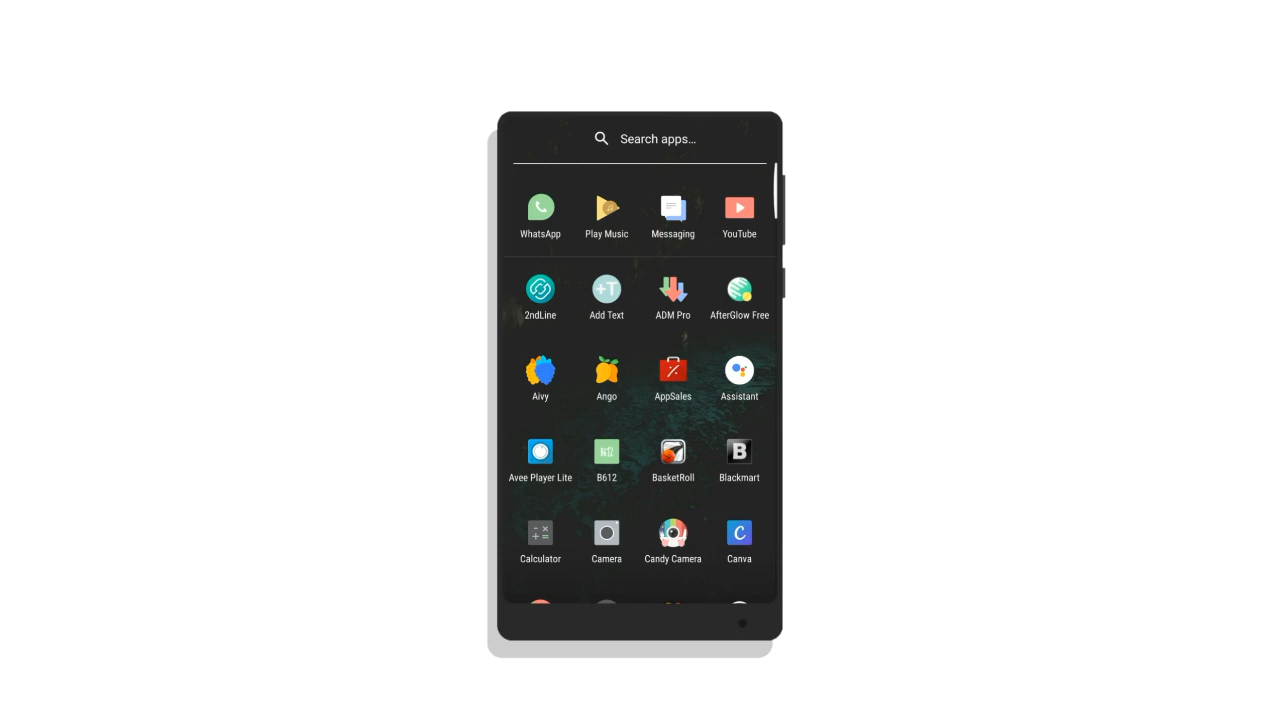 Search apps...
WhatsApp Play Music Messaging YouTube
+T
2ndLine Add Text ADM Pro AfterGlow Free
Aivy Ango AppSales Assistant
B
Avee Player Lite B612 BasketRoll Blackmart
C
Calculator Camera Candy Camera Canva